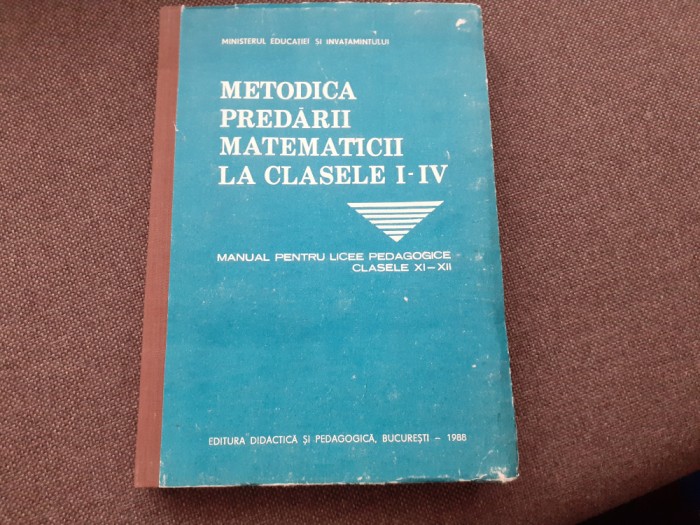 MINISTERUL EDUCAȚIEI ȘI INVATAMINTULUI
METODICA
PREDĂRII
MATEMATICII
LA CLASELE I-IV
MANUAL PENTRU LICEE PEDAGOGICE
CLASELE XI-XII
EDITURA DIDACTICĂ ȘI PEDAGOGICĂ, BUCUREȘTI - 1988